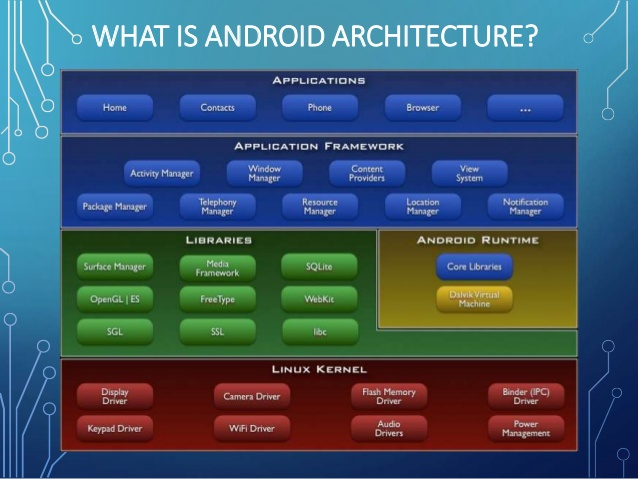 WHAT IS ANDROID ARCHITECTURE?
APPLICATIONS
Home
Contacts
Phone
Browser
...
APPLICATION FRAMEWORK
Activity Manager
Window
Manager
Content
Providers
View
System
Package Manager
Telephony
Manager
Resource
Manager
Location
Manager
Notification
Manager
LIBRARIES
Surface Manager
Media
Framework
SQLite
OpenGL | ES
FreeType
WebKit
SGL
SSL
libc
ANDROID RUNTIME
Core Libraries
Dalvik Virtual
Machine
LINUX KERNEL
Display
Driver
Camera Driver
Flash Memory
Driver
Binder (IPC)
Driver
Keypad Driver
WiFi Driver
Audio
Drivers
Power
Management